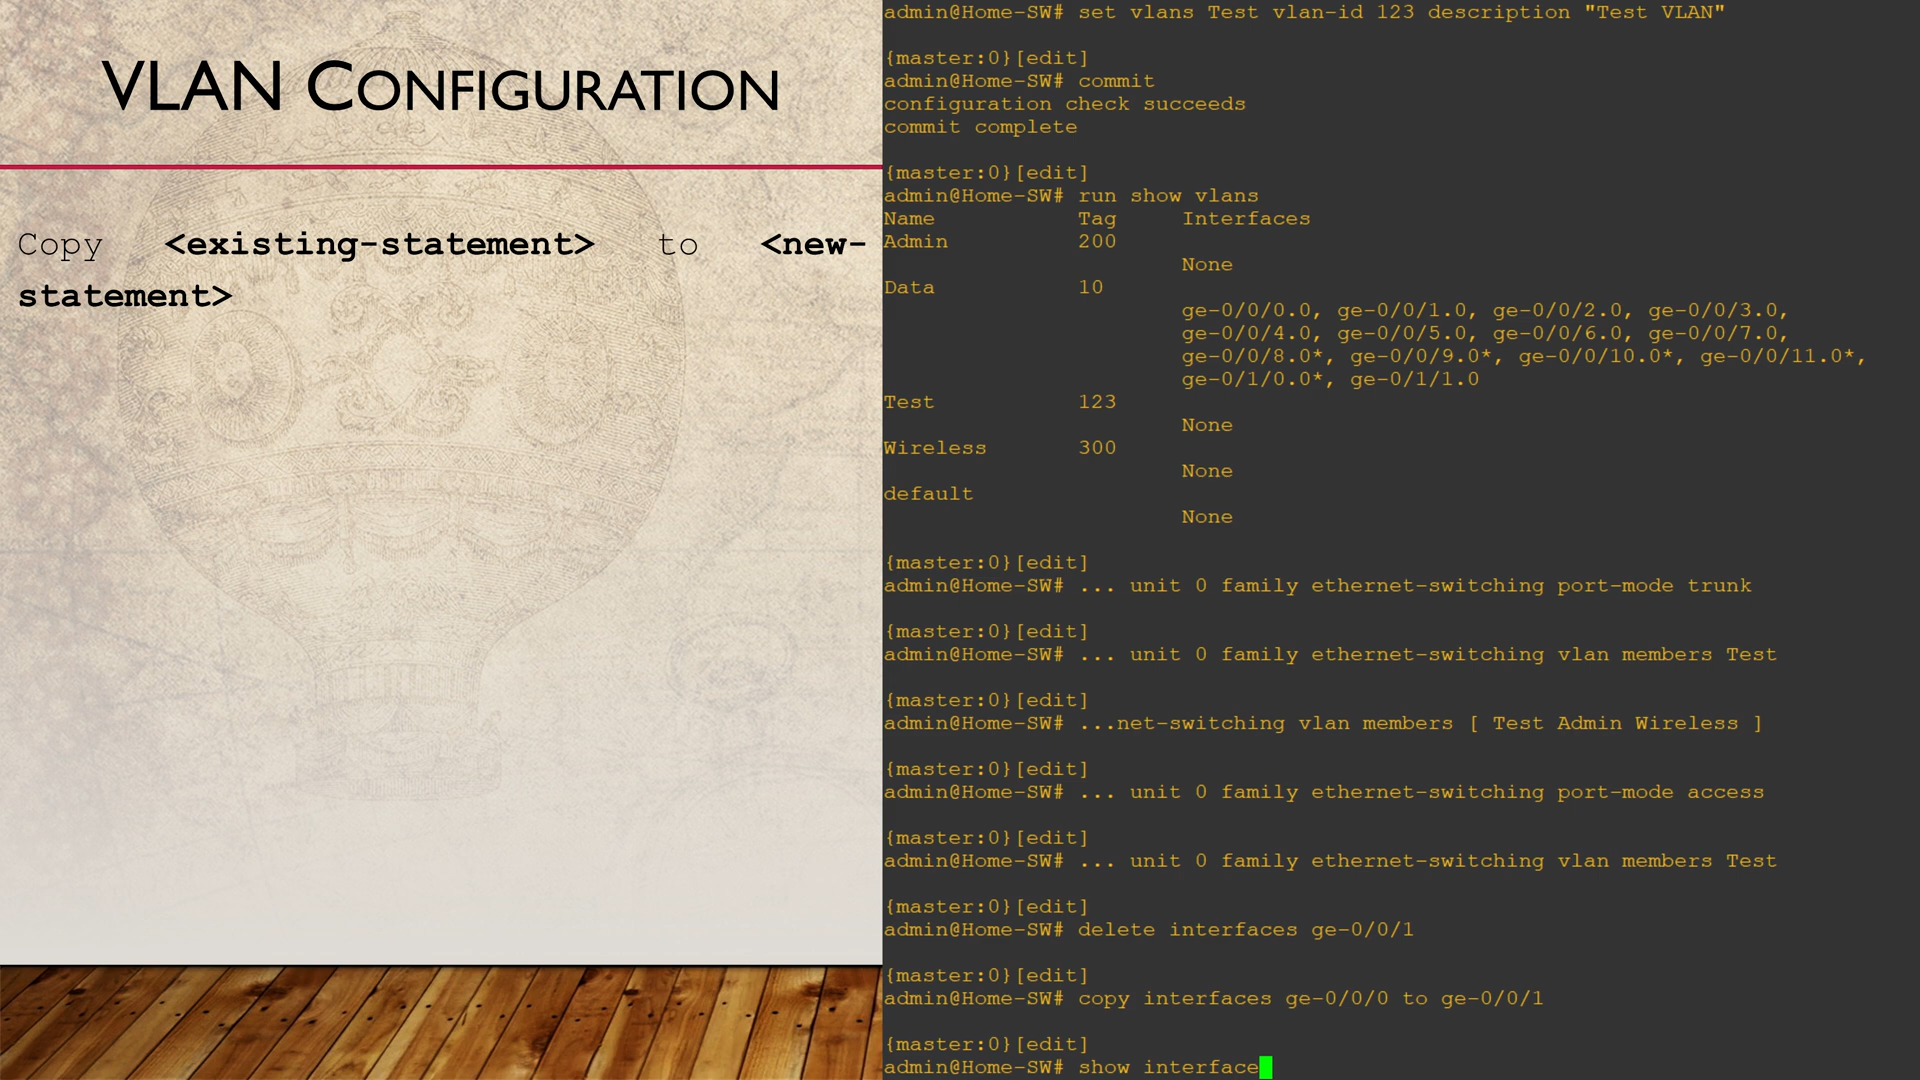 VLAN CONFIGURATION
Copy <existing-statement> to <new-
statement>
admin@Home-SW# set vlans Test vlan-id 123 description "Test VLAN"
{master:0}[edit]
admin@Home-SW# commit
configuration check succeeds
commit complete
{master:0}[edit]
admin@Home-SW# run show vlans
Name Tag Interfaces
Admin 200
None
Data 10
ge-0/0/0.0, ge-0/0/1.0, ge-0/0/2.0, ge-0/0/3.0,
ge-0/0/4.0, ge-0/0/5.0, ge-0/0/6.0, ge-0/0/7.0,
ge-0/0/8.0*, ge-0/0/9.0*, ge-0/0/10.0*, ge-0/0/11.0*,
ge-0/1/0.0*, ge-0/1/1.0
Test 123
None
Wireless 300
None
default
None
{master:0}[edit]
admin@Home-SW# ... unit 0 family ethernet-switching port-mode trunk
{master:0}[edit]
admin@Home-SW# ... unit 0 family ethernet-switching vlan members Test
{master:0}[edit]
admin@Home-SW# ...net-switching vlan members [ Test Admin Wireless ]
{master:0}[edit]
admin@Home-SW# ... unit 0 family ethernet-switching port-mode access
{master:0}[edit]
admin@Home-SW# ... unit 0 family ethernet-switching vlan members Test
{master:0}[edit]
admin@Home-SW# delete interfaces ge-0/0/1
{master:0}[edit]
admin@Home-SW# copy interfaces ge-0/0/0 to ge-0/0/1
{master:0}[edit]
admin@Home-SW# show interface